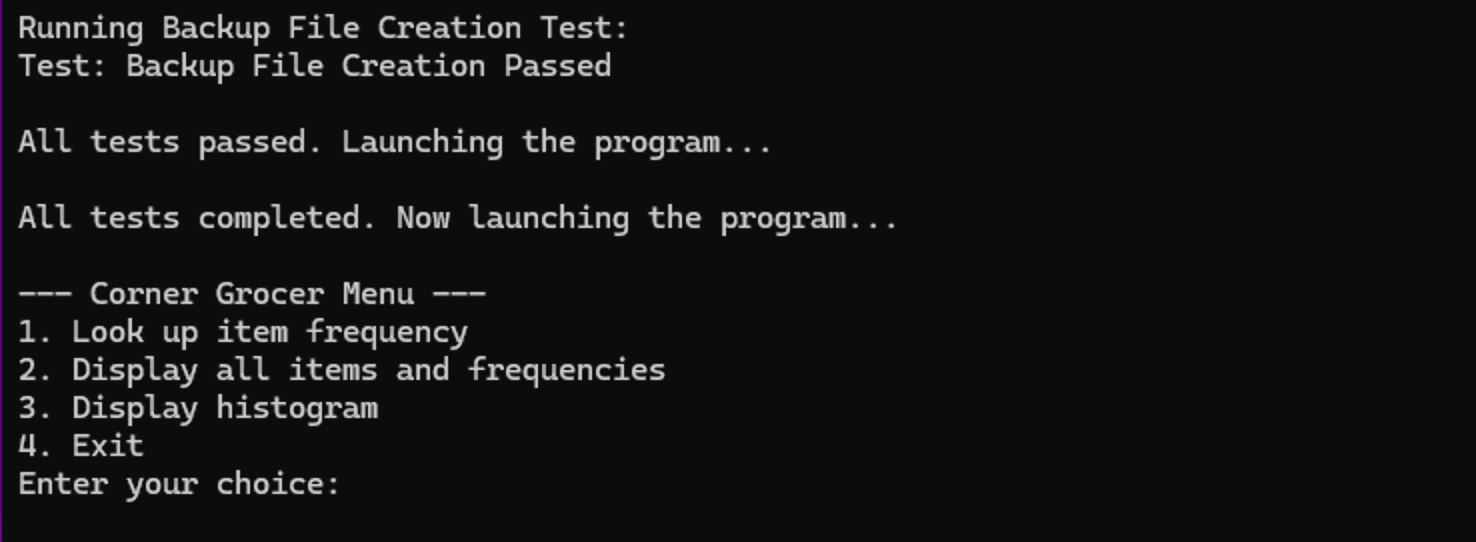 Running Backup File Creation Test:
Test: Backup File Creation Passed
All tests passed. Launching the program...
All tests completed. Now launching the program...
--- Corner Grocer Menu ---
1. Look up item frequency
2. Display all items and frequencies
3. Display histogram
4. Exit
Enter your choice: